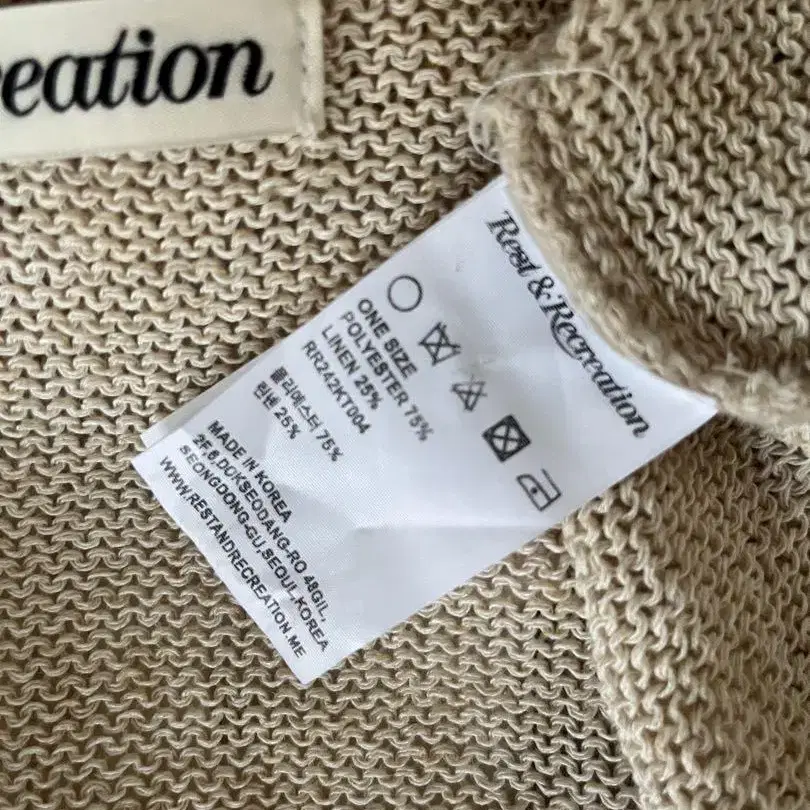 eation
Rest & Recreation
ONE SIZE
POLYESTER 75%
LINEN 25%
RR242KT004
폴리에스터 75%
린넨 25%
MADE IN KOREA
2F,6,DOKSEODANG-RO 48GIL,
SEONGDONG-GU,SEOUL,KOREA
WWW.RESTANDRECREATION.ME